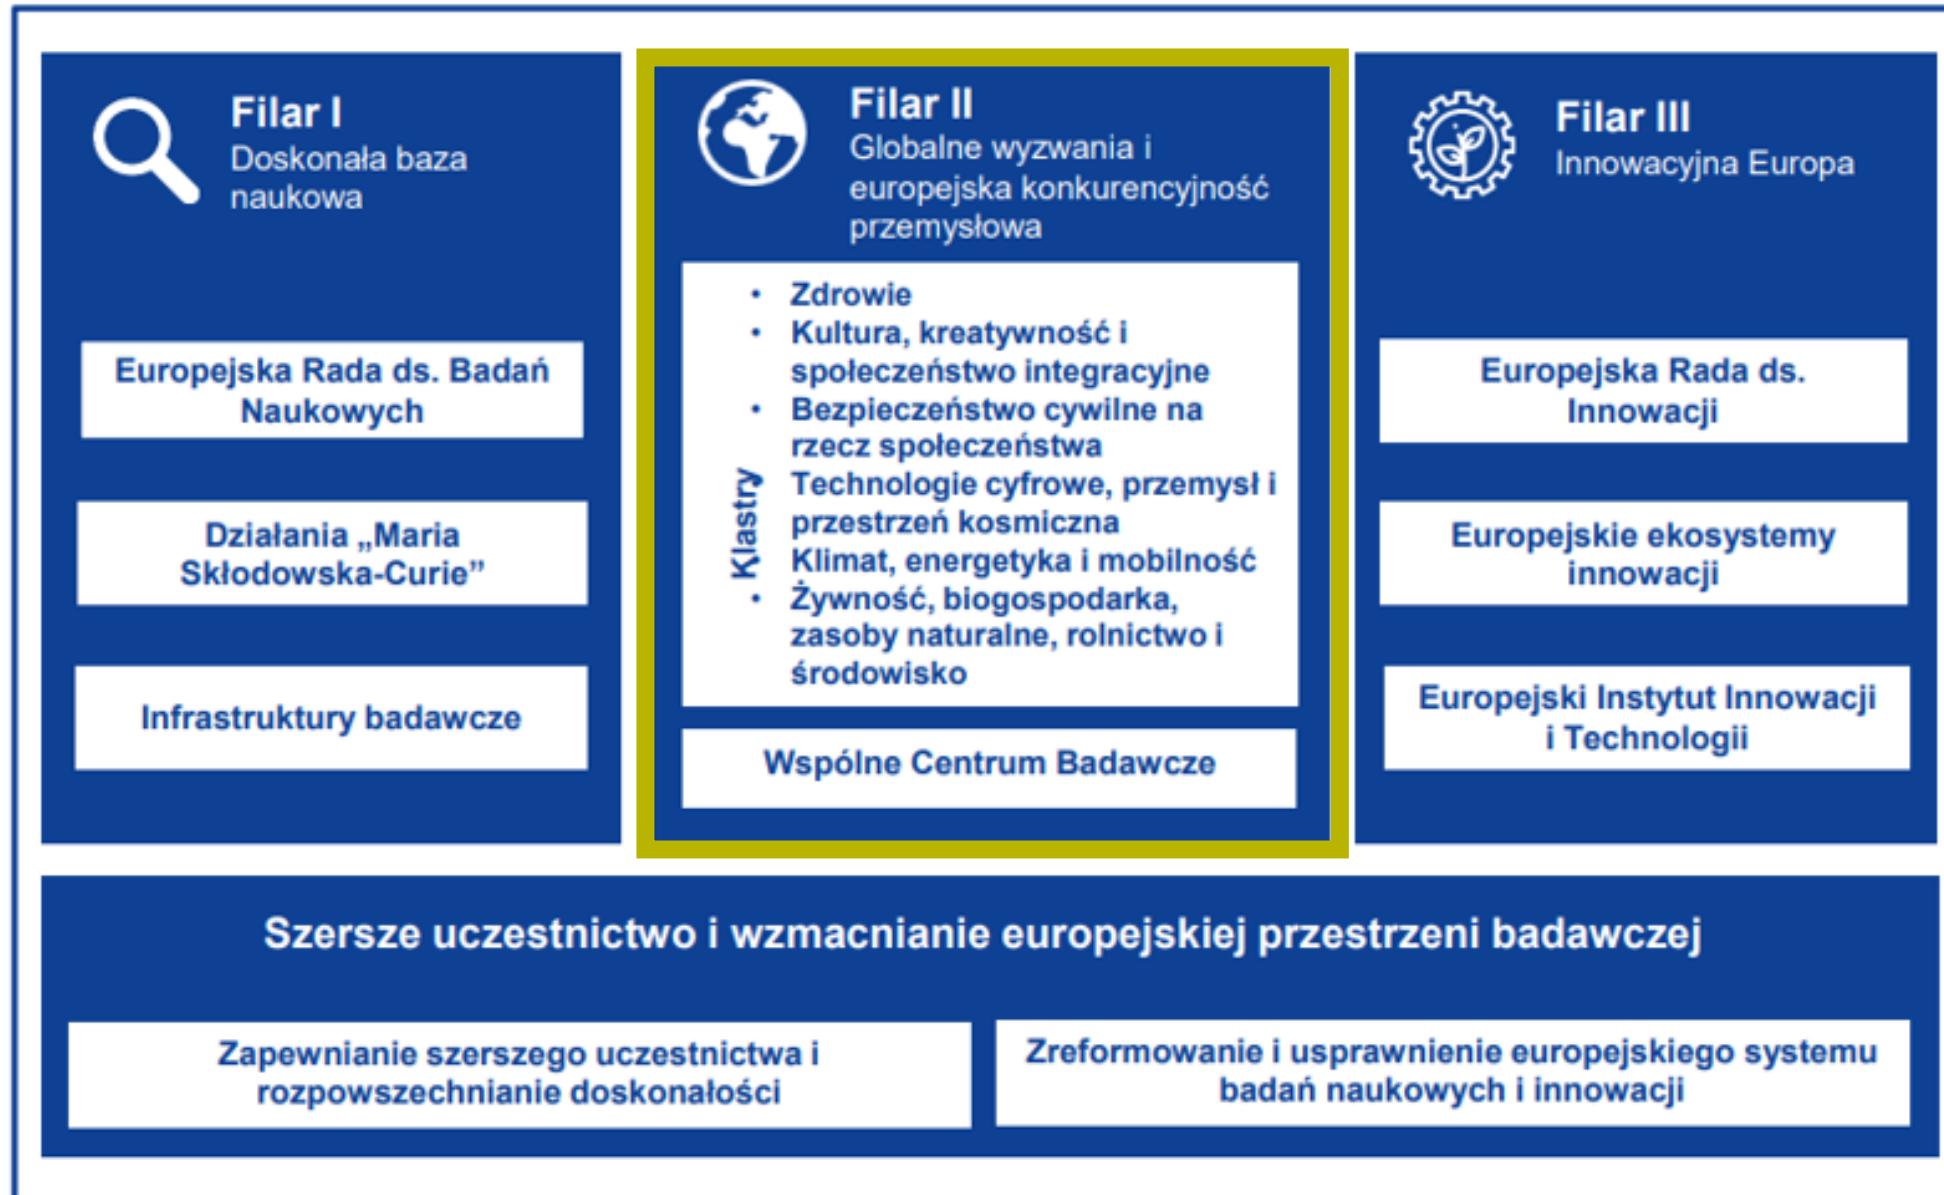 Filar I
Doskonała baza
naukowa
Europejska Rada ds. Badań
Naukowych
Działania „Maria
Skłodowska-Curie”
Infrastruktury badawcze
Filar II
Globalne wyzwania i
europejska konkurencyjność
przemysłowa
Klastry
• Zdrowie
• Kultura, kreatywność i
społeczeństwo integracyjne
• Bezpieczeństwo cywilne na
rzecz społeczeństwa
• Technologie cyfrowe, przemysł i
przestrzeń kosmiczna
• Klimat, energetyka i mobilność
• Żywność, biogospodarka,
zasoby naturalne, rolnictwo i
środowisko
Wspólne Centrum Badawcze
Filar III
Innowacyjna Europa
Europejska Rada ds.
Innowacji
Europejskie ekosystemy
innowacji
Europejski Instytut Innowacji
i Technologii
Szersze uczestnictwo i wzmacnianie europejskiej przestrzeni badawczej
Zapewnianie szerszego uczestnictwa i
rozpowszechnianie doskonałości
Zreformowanie i usprawnienie europejskiego systemu
badań naukowych i innowacji